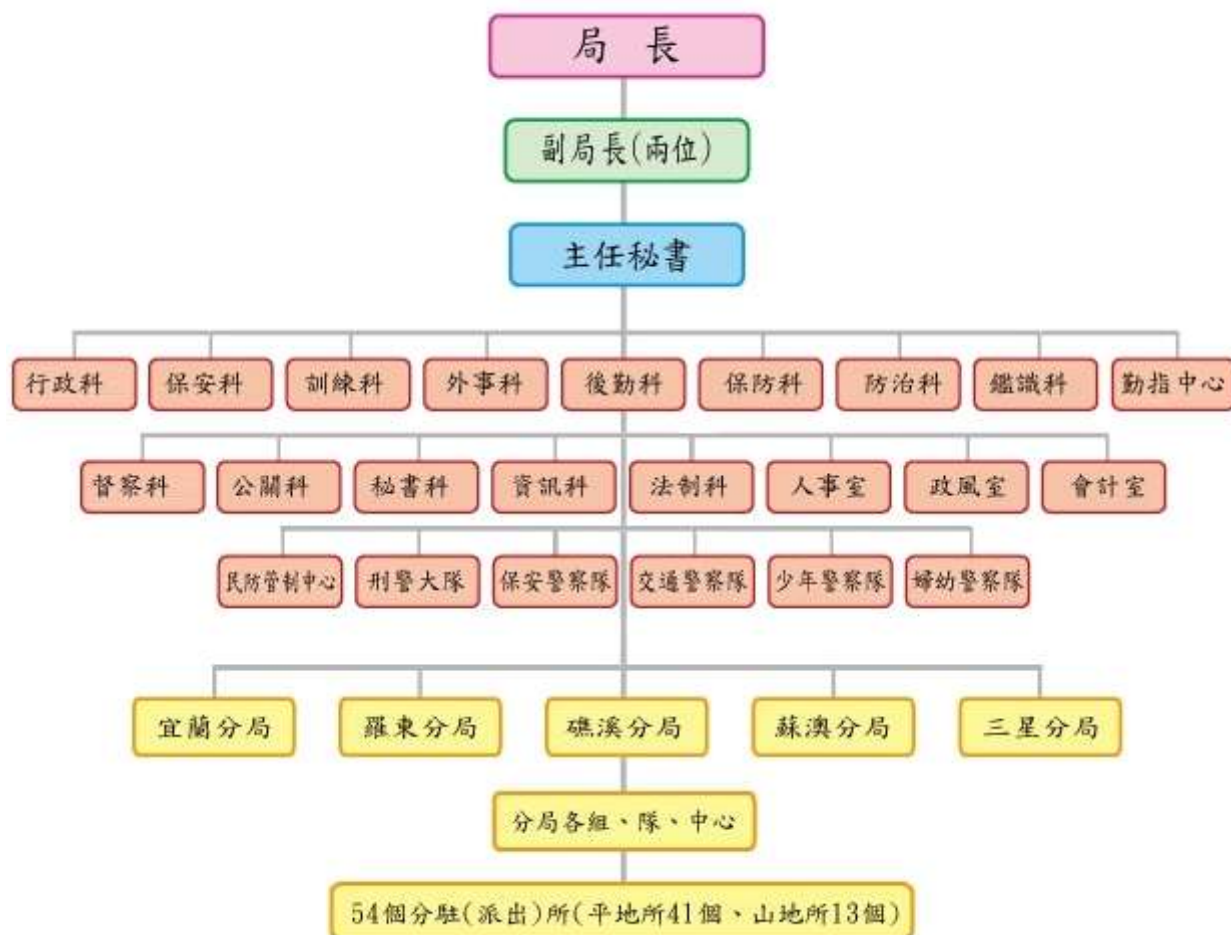 局長
副局長(兩位)
主任秘書
行政科 保安科 訓練科 外事科 後勤科 保防科 防治科 鑑識科 勤指中心
督察科 公關科 秘書科 資訊科 法制科 人事室 政風室 會計室
民防管制中心 刑警大隊 保安警察隊 交通警察隊 少年警察隊 婦幼警察隊
宜蘭分局 羅東分局 礁溪分局 蘇澳分局 三星分局
分局各組、隊、中心
54個分駐(派出)所(平地所41個、山地所13個)